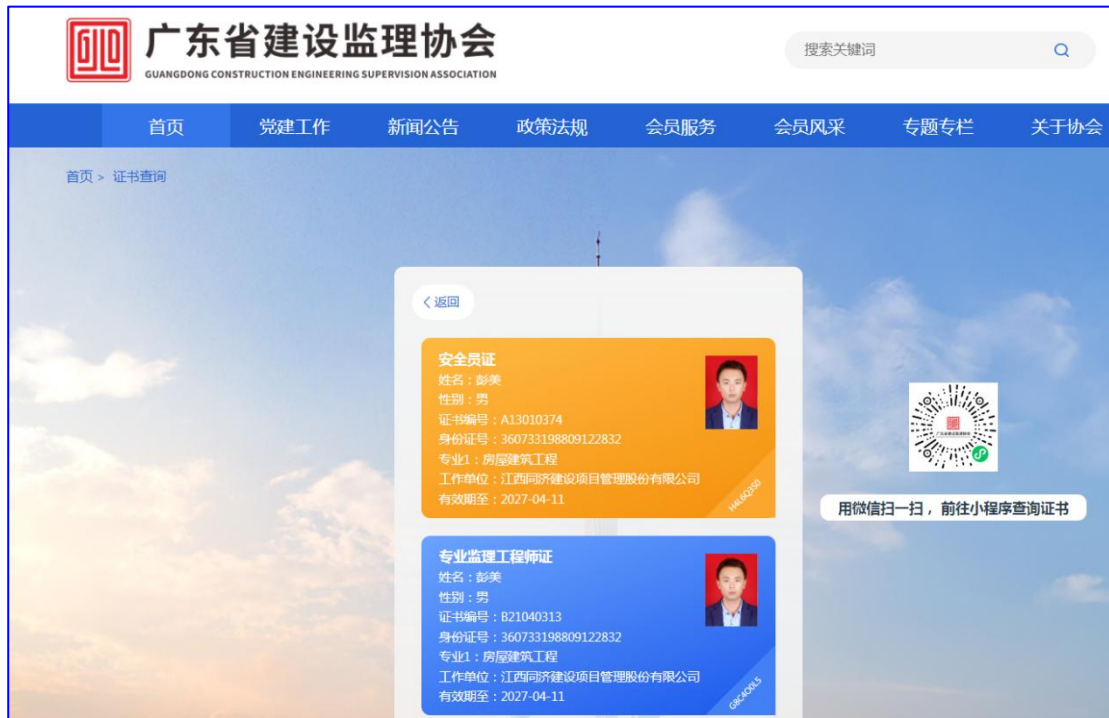 广东省建设监理协会
GUANGDONG CONSTRUCTION ENGINEERING SUPERVISION ASSOCIATION
搜索关键词
首页 党建工作 新闻公告 政策法规 会员服务 会员风采 专题专栏 关于协会
首页 > 证书查询
< 返回
安全员证
姓名：彭美
性别：男
证书编号：A13010374
身份证号：360733198809122832
专业1：房屋建筑工程
工作单位：江西同济建设项目管理股份有限公司
有效期至：2027-04-11
H4L6Q3S0
用微信扫一扫，前往小程序查询证书
专业监理工程师证
姓名：彭美
性别：男
证书编号：B21040313
身份证号：360733198809122832
专业1：房屋建筑工程
工作单位：江西同济建设项目管理股份有限公司
有效期至：2027-04-11